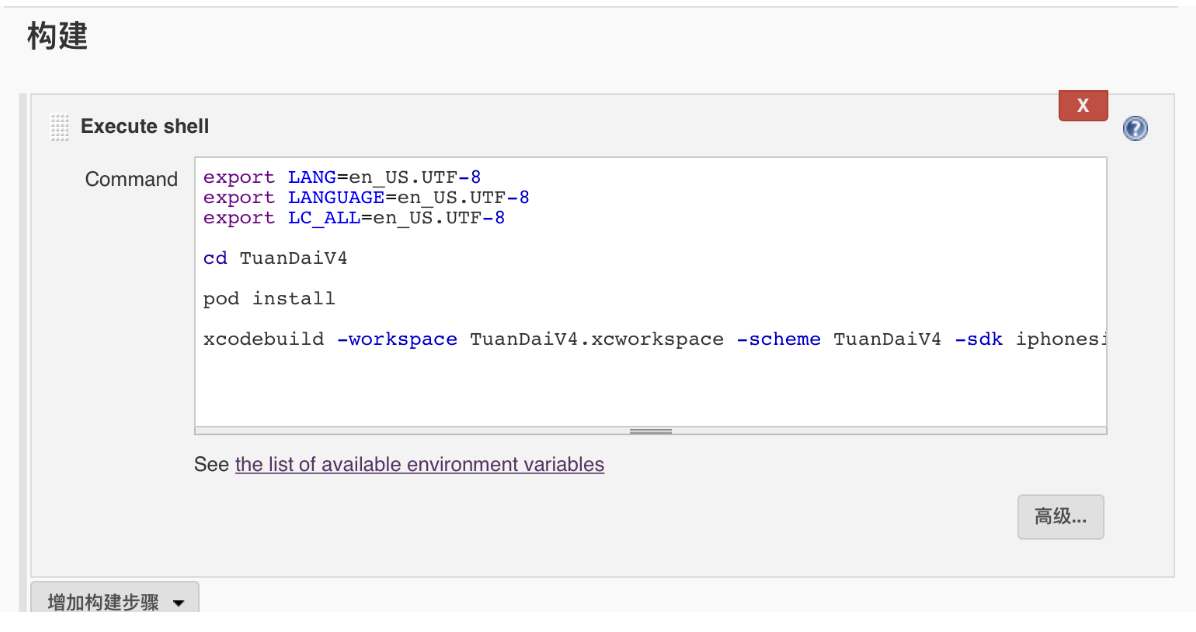 构建
X
Execute shell
Command
export LANG=en_US.UTF-8
export LANGUAGE=en_US.UTF-8
export LC_ALL=en_US.UTF-8
cd TuanDaiV4
pod install
xcodebuild -workspace TuanDaiV4.xcworkspace -scheme TuanDaiV4 -sdk iphonesi
See the list of available environment variables
高级...
增加构建步骤